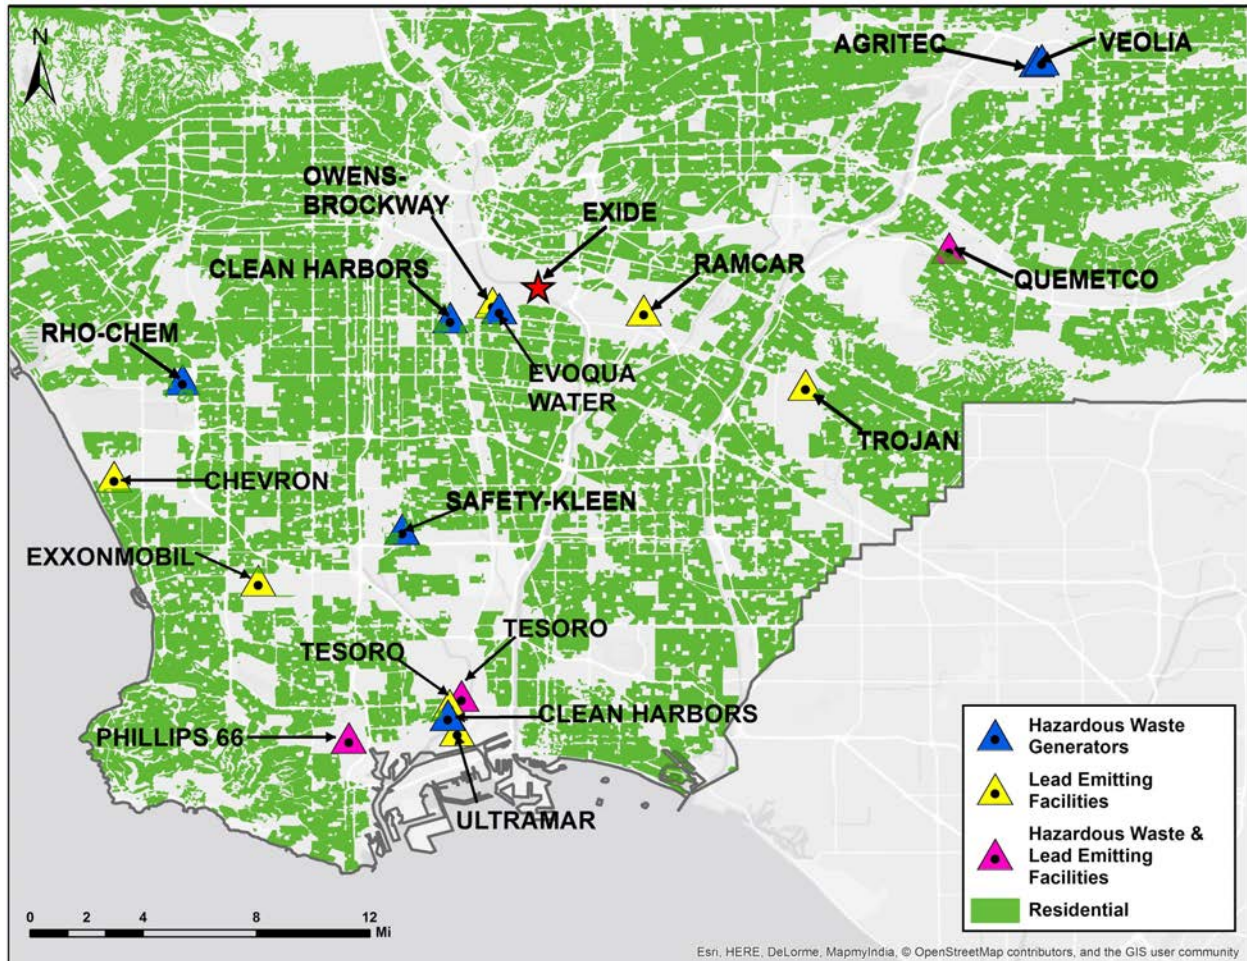 N
AGRITEC
VEOLIA
OWENS-
BROCKWAY
EXIDE
CLEAN HARBORS
RAMCAR
QUEMETCO
RHO-CHEM
EVOQUA
WATER
TROJAN
CHEVRON
SAFETY-KLEEN
EXXONMOBIL
TESORO
TESORO
CLEAN HARBORS
PHILLIPS 66
ULTRAMAR
Hazardous Waste
Generators
Lead Emitting
Facilities
Hazardous Waste &
Lead Emitting
Facilities
Residential
0 2 4 8 12
Mi
Esri, HERE, DeLorme, MapmyIndia, © OpenStreetMap contributors, and the GIS user community